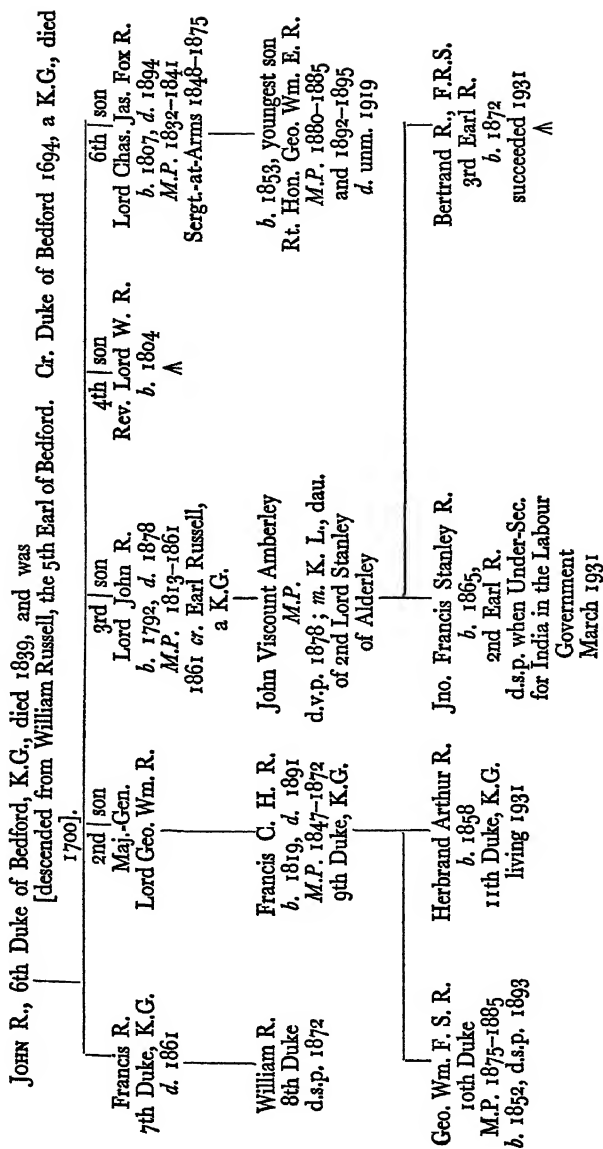 JOHN R., 6th Duke of Bedford, K.G., died 1839, and was
[descended from William Russell, the 5th Earl of Bedford. Cr. Duke of Bedford 1694, a K.G., died
1700].
Francis R.
7th Duke, K.G.
d. 1861
2nd son
Maj.-Gen.
Lord Geo. Wm. R.
3rd son
Lord John R.
b. 1792, d. 1878
M.P. 1813–1861
1861 cr. Earl Russell,
a K.G.
4th son
Rev. Lord W. R.
b. 1804
6th son
Lord Chas. Jas. Fox R.
b. 1807, d. 1894
M.P. 1832–1841
Sergt.-at-Arms 1848–1875
William R.
8th Duke
d.s.p. 1872
Francis C. H. R.
b. 1819, d. 1891
M.P. 1847–1872
9th Duke, K.G.
John Viscount Amberley
M.P.
d.v.p. 1878; m. K. L., dau.
of 2nd Lord Stanley
of Alderley
b. 1853, youngest son
Rt. Hon. Geo. Wm. E. R.
M.P. 1880–1885
and 1892–1895
d. unm. 1919
Geo. Wm. F. S. R.
10th Duke
M.P. 1875–1885
b. 1852, d.s.p. 1893
Herbrand Arthur R.
b. 1858
11th Duke, K.G.
living 1931
Jno. Francis Stanley R.
b. 1865,
2nd Earl R.
d.s.p. when Under-Sec.
for India in the Labour
Government
March 1931
Bertrand R., F.R.S.
3rd Earl R.
b. 1872
succeeded 1931